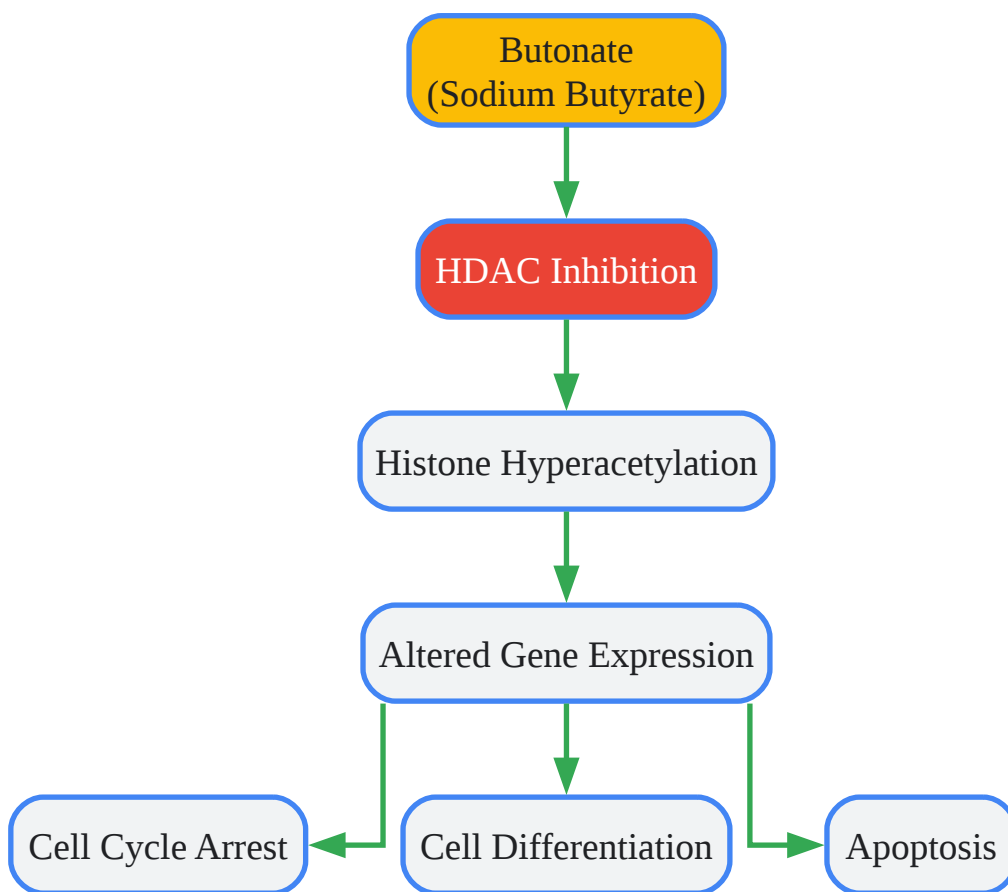 Butonate
(Sodium Butyrate)
HDAC Inhibition
Histone Hyperacetylation
Altered Gene Expression
Cell Cycle Arrest
Cell Differentiation
Apoptosis